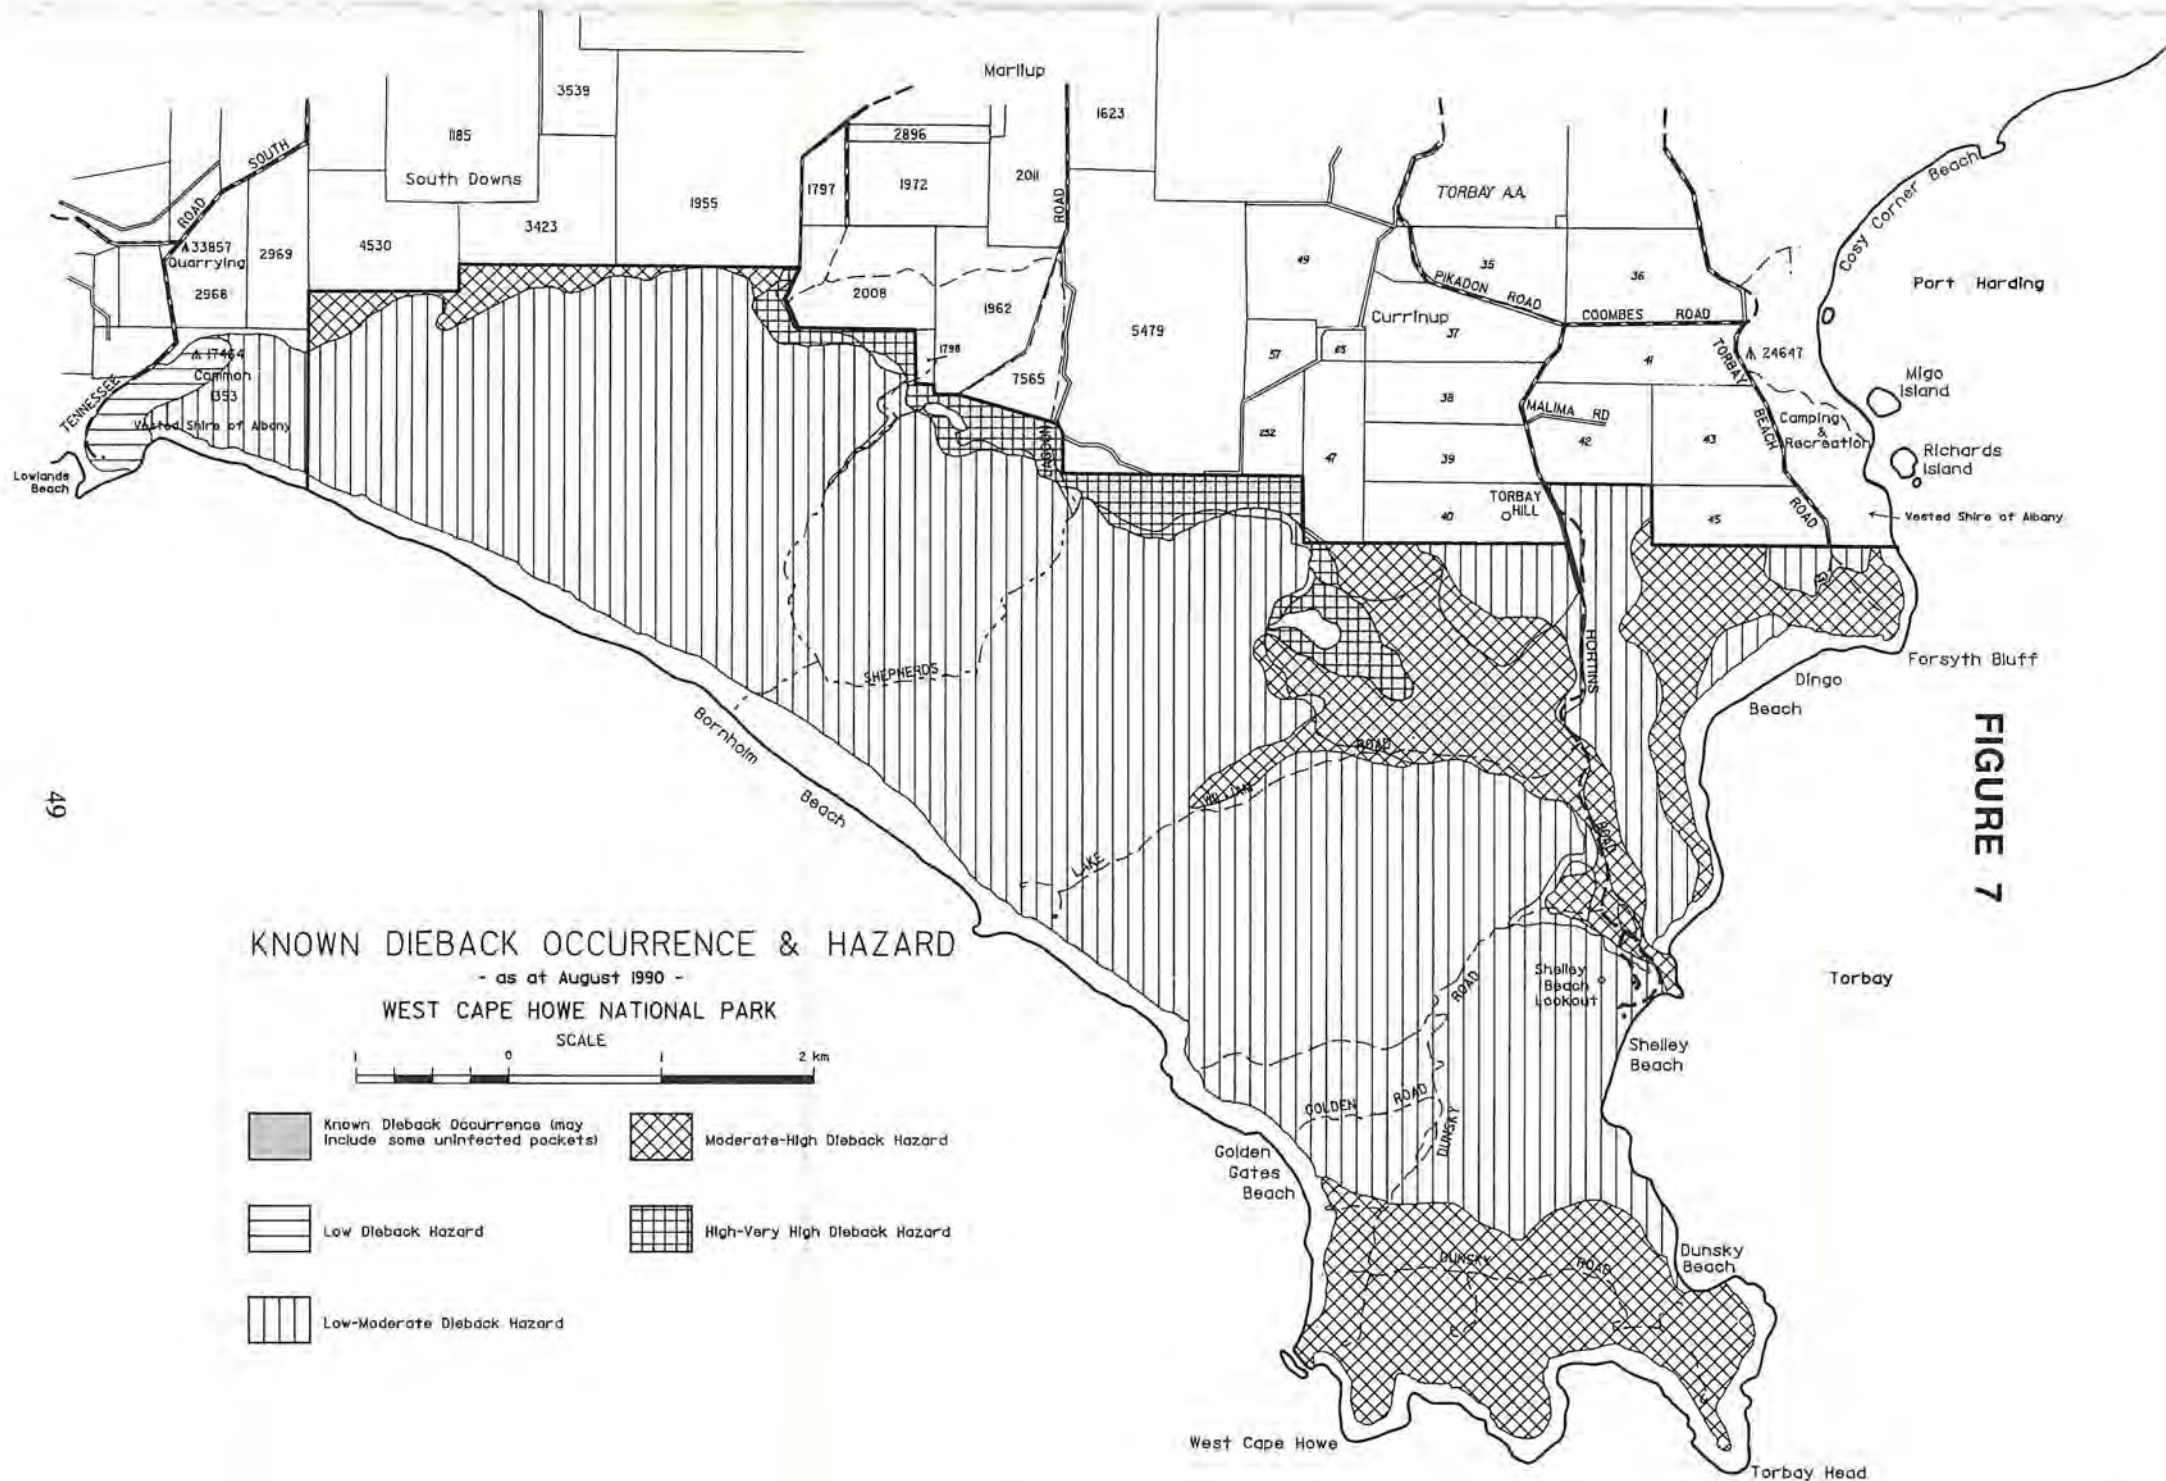 Marllup
3539
1185
South Downs
1623
2896
1972
1797
2011
ROAD
1955
3423
4530
SOUTH
ROAD
33857
Quarrying
2969
2968
17464
Common
1353
Vested Shire of Albany
TENNESSEE
Lowlands
Beach
2008
1962
1798
7565
5479
LAGOON
TORBAY A.A.
49
35
36
PIKADON ROAD
COOMBES ROAD
Currinup
37
57
65
41
38
MALIMA RD
42
43
252
47
39
40
TORBAY
HILL
45
TORBAY
BEACH
ROAD
24647
Camping
&
Recreation
Cosy Corner Beach
Port Harding
Migo
Island
Richards
Island
Vested Shire of Albany
Forsyth Bluff
Dingo
Beach
HORTINS
ROAD
SHEPHERDS
Bornholm
Beach
LAKE
WILLIAM
ROAD
Shelley
Beach
Lookout
Torbay
Shelley
Beach
ROAD
GOLDEN ROAD
DUNSKY
Golden
Gates
Beach
DUNSKY ROAD
Dunsky
Beach
West Cape Howe
Torbay Head
FIGURE 7
49
KNOWN DIEBACK OCCURRENCE & HAZARD
- as at August 1990 -
WEST CAPE HOWE NATIONAL PARK
SCALE
1 0 1 2 km
Known Dieback Occurrence (may
include some uninfected pockets)
Moderate-High Dieback Hazard
Low Dieback Hazard
High-Very High Dieback Hazard
Low-Moderate Dieback Hazard